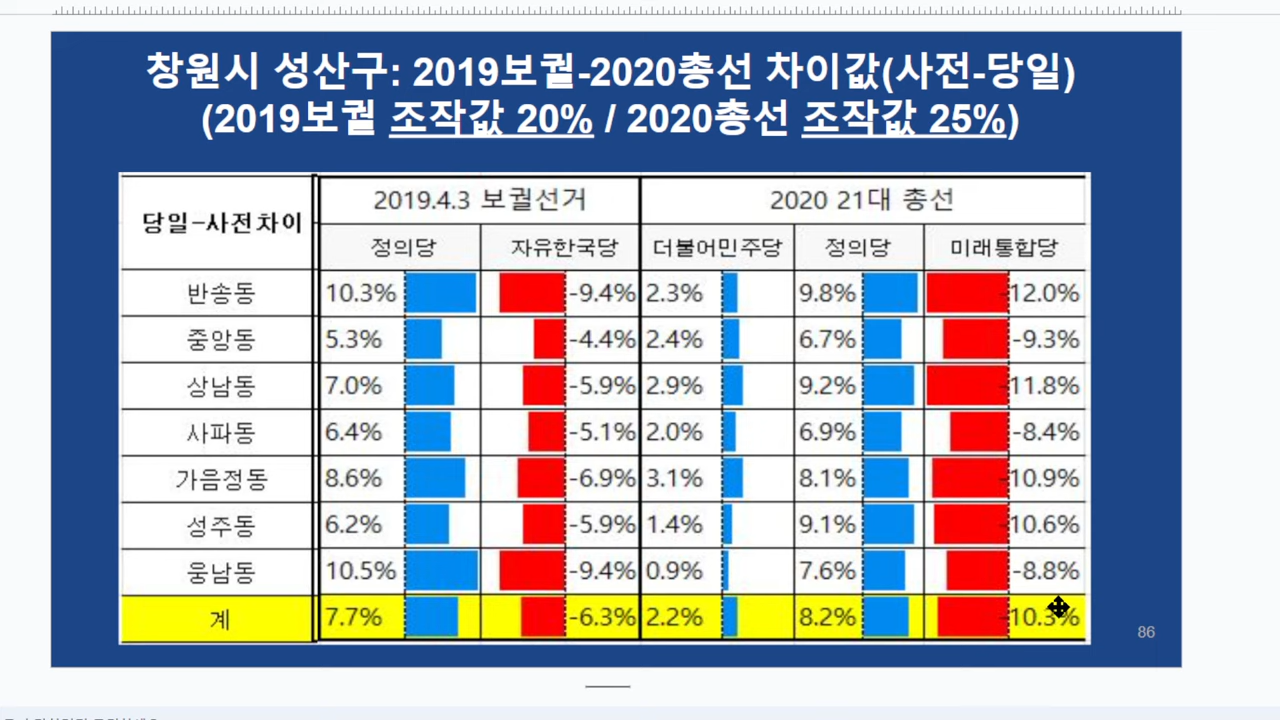 창원시 성산구: 2019보궐-2020총선 차이값(사전-당일)
(2019보궐 조작값 20% / 2020총선 조작값 25%)
당일-사전차이 2019.4.3 보궐선거 2020 21대 총선
정의당 자유한국당 더불어민주당 정의당 미래통합당
반송동 10.3% -9.4% 2.3% 9.8% -12.0%
중앙동 5.3% -4.4% 2.4% 6.7% -9.3%
상남동 7.0% -5.9% 2.9% 9.2% -11.8%
사파동 6.4% -5.1% 2.0% 6.9% -8.4%
가음정동 8.6% -6.9% 3.1% 8.1% -10.9%
성주동 6.2% -5.9% 1.4% 9.1% -10.6%
웅남동 10.5% -9.4% 0.9% 7.6% -8.8%
계 7.7% -6.3% 2.2% 8.2% -10.3%
86